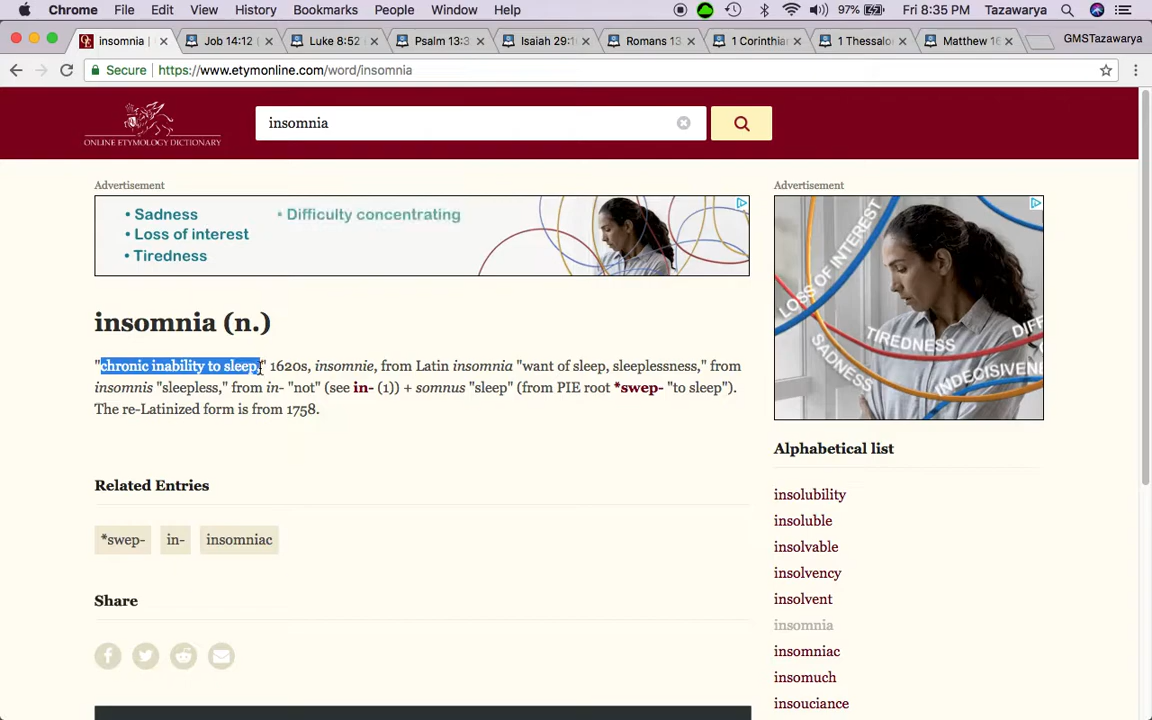 Chrome File Edit View History Bookmarks People Window Help 97% Fri 8:35 PM Tazawarya
insomnia | Job 14:12 ( Luke 8:52 ( Psalm 13:3 Isaiah 29:1 Romans 13. 1 Corinthia 1 Thessalo Matthew 16 GMSTazawarya
Secure https://www.etymonline.com/word/insomnia
insomnia
ONLINE ETYMOLOGY DICTIONARY
Advertisement
• Sadness
• Loss of interest
• Tiredness
• Difficulty concentrating
insomnia (n.)
"chronic inability to sleep," 1620s, insomnie, from Latin insomnia "want of sleep, sleeplessness," from
insomnis "sleepless," from in- "not" (see in- (1)) + somnus "sleep" (from PIE root *swep- "to sleep").
The re-Latinized form is from 1758.
Related Entries
*swep- in- insomniac
Share
Advertisement
LOSS OF INTEREST
TIREDNESS
SADNESS
DIFF
INDECISIVEN
Alphabetical list
insolubility
insoluble
insolvable
insolvency
insolvent
insomnia
insomniac
insomuch
insouciance